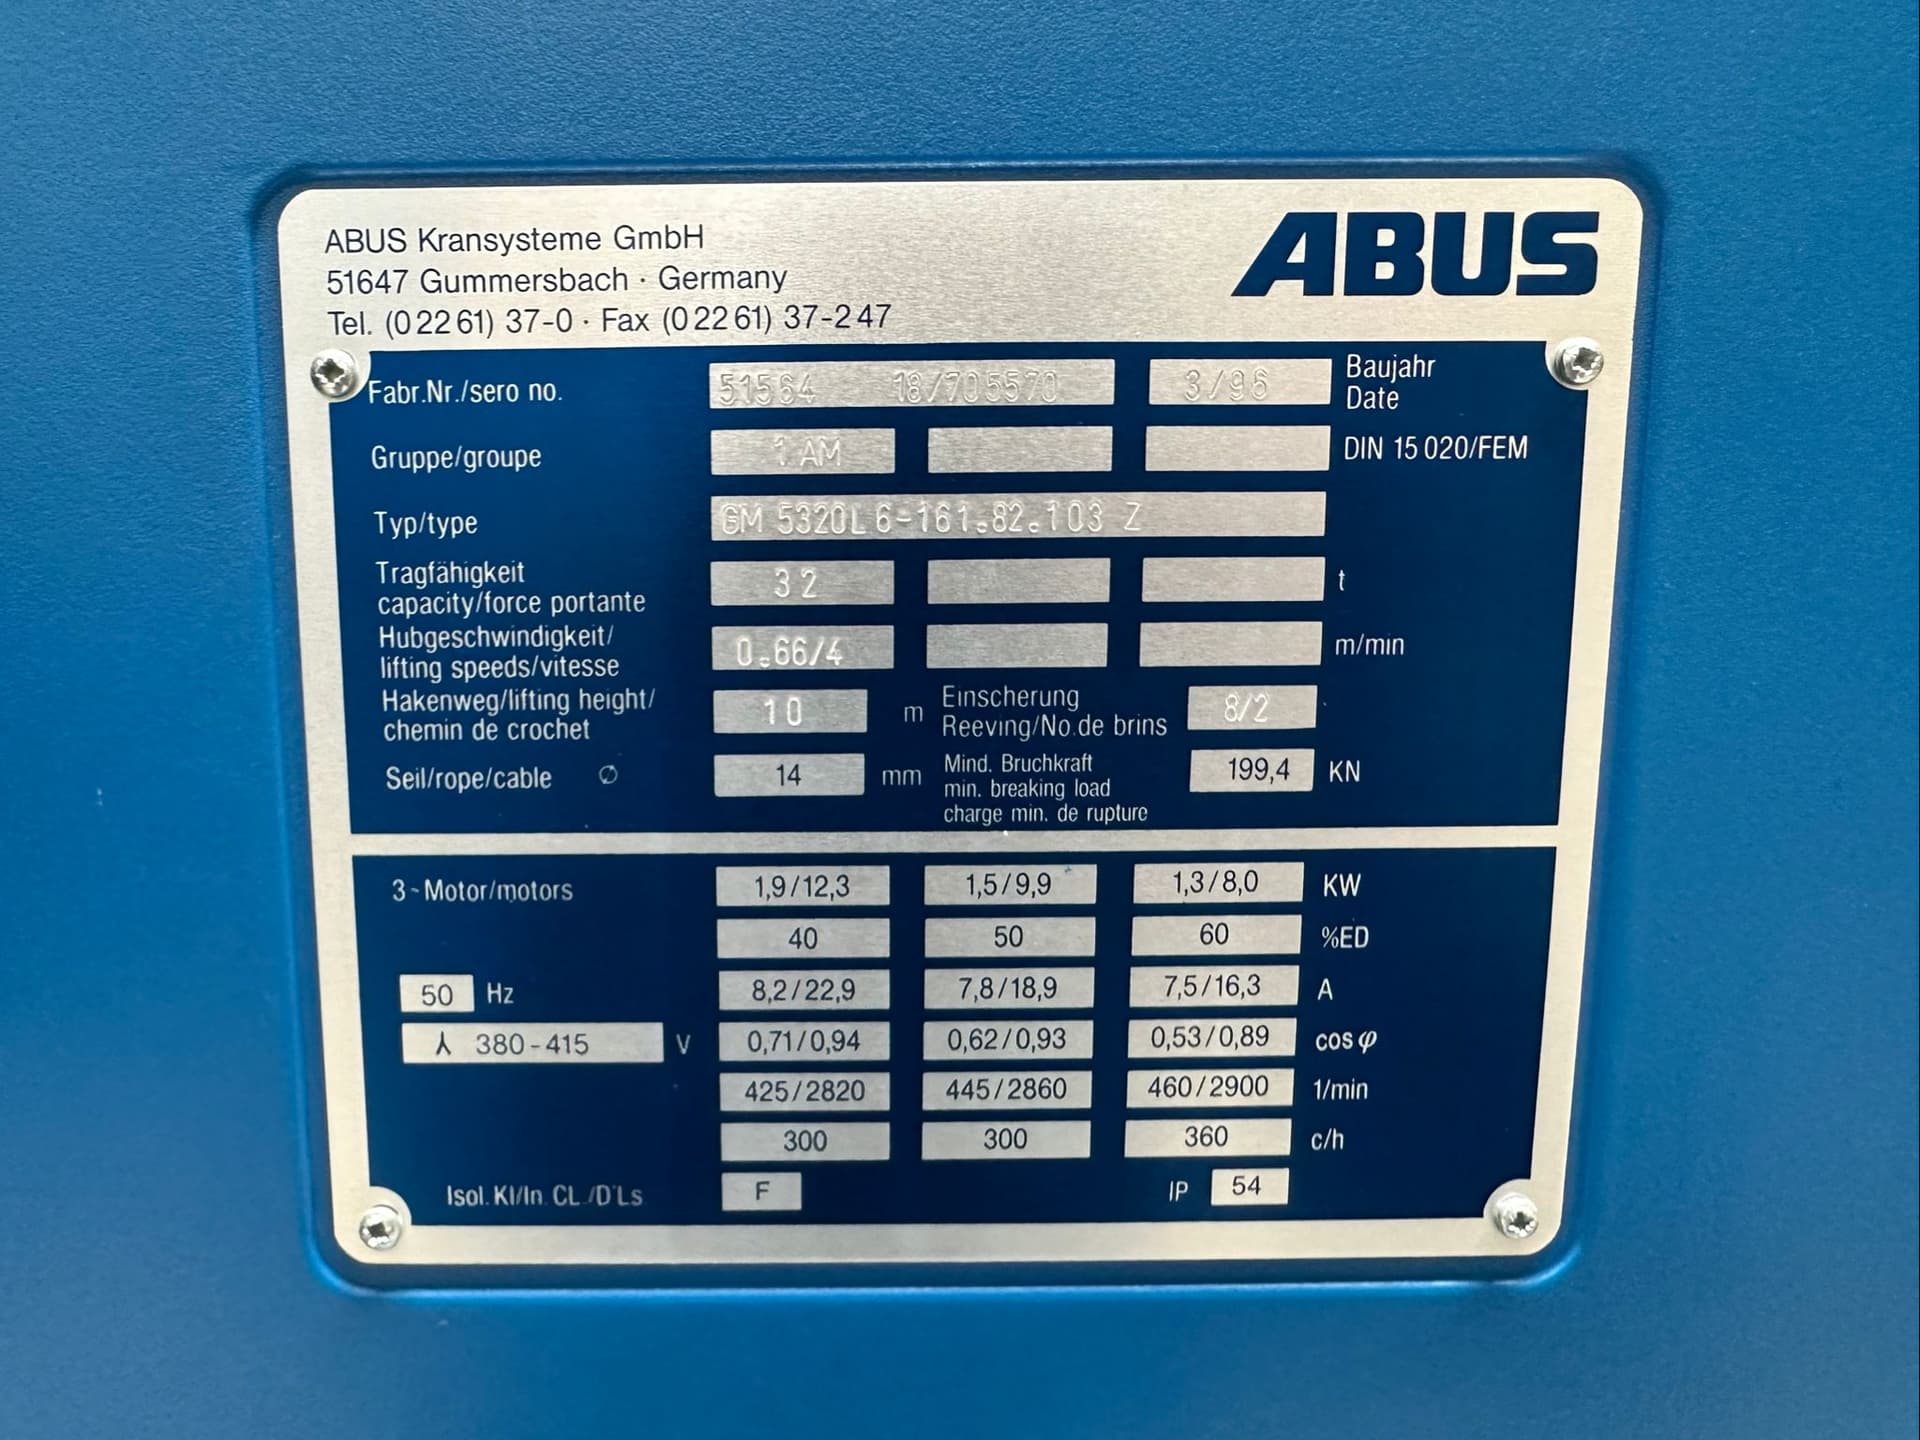 ABUS Kransysteme GmbH
51647 Gummersbach · Germany
Tel. (0 22 61) 37-0 · Fax (0 22 61) 37-2 47
ABUS
Fabr.Nr./sero no. 51564 18/705570 3/96 Baujahr
Date
Gruppe/groupe 1 AM DIN 15 020/FEM
Typ/type GM 5320L6-161.82.103 Z
Tragfähigkeit
capacity/force portante 32 t
Hubgeschwindigkeit/
lifting speeds/vitesse 0.66/4 m/min
Hakenweg/lifting height/
chemin de crochet 10 m
Einscherung
Reeving/No.de brins 8/2
Seil/rope/cable ∅ 14 mm
Mind. Bruchkraft
min. breaking load
charge min. de rupture
199,4 KN
3~Motor/motors 1,9/12,3 1,5/9,9 1,3/8,0 KW
40 50 60 %ED
50 Hz 8,2/22,9 7,8/18,9 7,5/16,3 A
⅄ 380-415 V 0,71/0,94 0,62/0,93 0,53/0,89 cos φ
425/2820 445/2860 460/2900 1/min
300 300 360 c/h
Isol. Kl/In. CL./D'Ls F IP 54